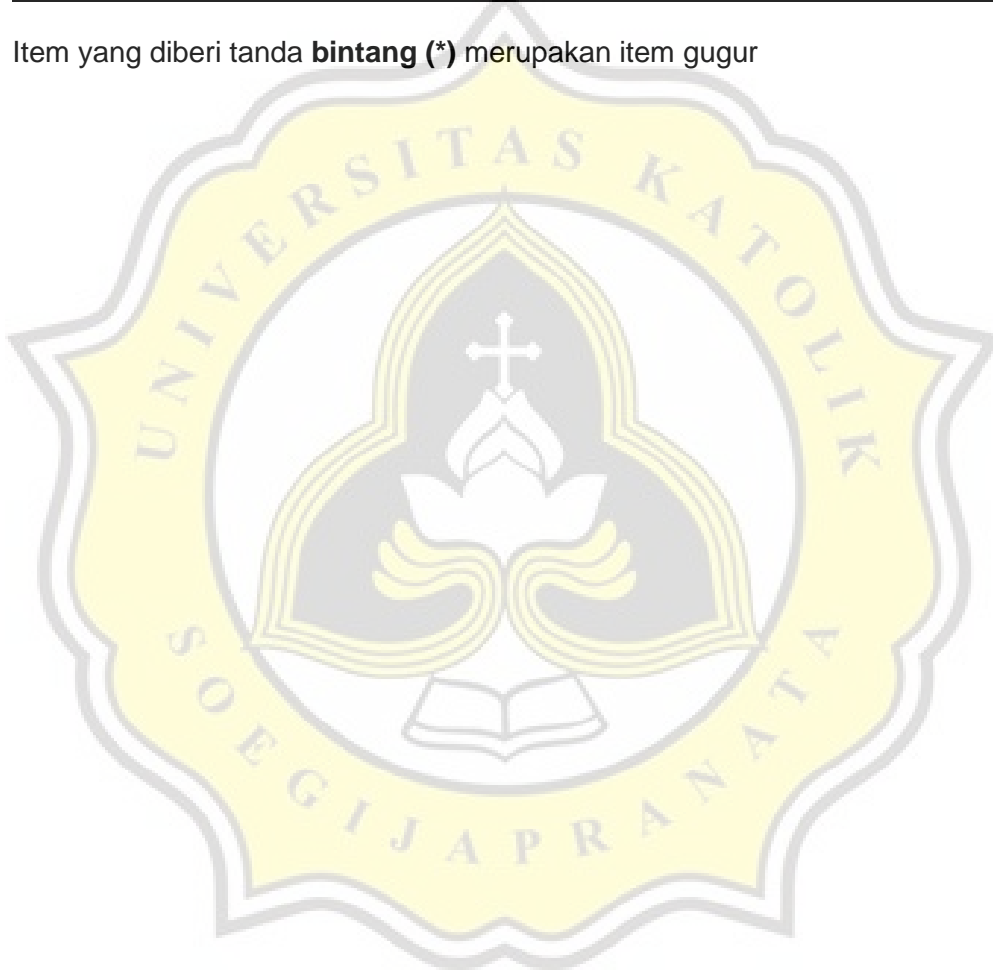 Item yang diberi tanda bintang (*) merupakan item gugur
UNIVERSITAS KATOLIK
SOEGIJAPRANATA